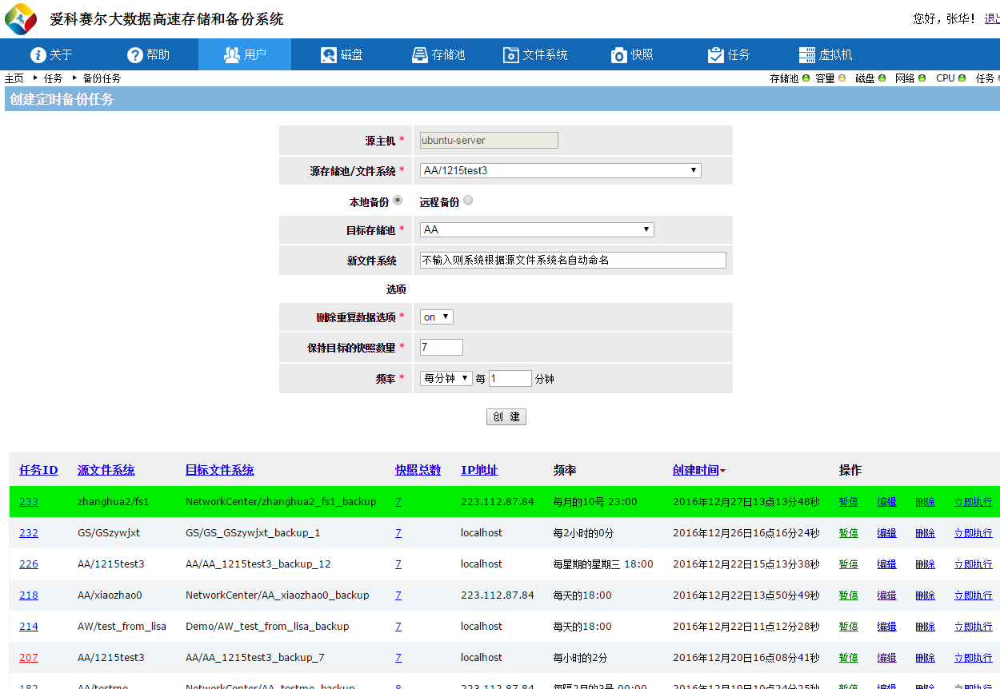 爱科赛尔大数据高速存储和备份系统
您好，张华！ 退出
关于 帮助 用户 磁盘 存储池 文件系统 快照 任务 虚拟机
主页 ‣ 任务 ‣ 备份任务
存储池 容量 磁盘 网络 CPU 任务
创建定时备份任务
源主机 * ubuntu-server
源存储池/文件系统 * AA/1215test3
本地备份 远程备份
目标存储池 * AA
新文件系统 不输入则系统根据源文件系统名自动命名
选项
删除重复数据选项 * on
保持目标的快照数量 * 7
频率 * 每分钟 每 1 分钟
创 建
任务ID 源文件系统 目标文件系统 快照总数 IP地址 频率 创建时间 操作
233 zhanghua2/fs1 NetworkCenter/zhanghua2_fs1_backup 7 223.112.87.84 每月的10号 23:00 2016年12月27日13点13分48秒 暂停 编辑 删除 立即执行
232 GS/GSzywjxt GS/GS_GSzywjxt_backup_1 7 localhost 每2小时的0分 2016年12月26日16点16分24秒 暂停 编辑 删除 立即执行
226 AA/1215test3 AA/AA_1215test3_backup_12 7 localhost 每星期的星期三 18:00 2016年12月22日15点13分38秒 暂停 编辑 删除 立即执行
218 AA/xiaozhao0 NetworkCenter/AA_xiaozhao0_backup 7 223.112.87.84 每天的18:00 2016年12月22日13点50分49秒 暂停 编辑 删除 立即执行
214 AW/test_from_lisa Demo/AW_test_from_lisa_backup 7 localhost 每天的18:00 2016年12月22日11点12分28秒 暂停 编辑 删除 立即执行
207 AA/1215test3 AA/AA_1215test3_backup_7 7 localhost 每小时的2分 2016年12月20日16点08分41秒 暂停 编辑 删除 立即执行